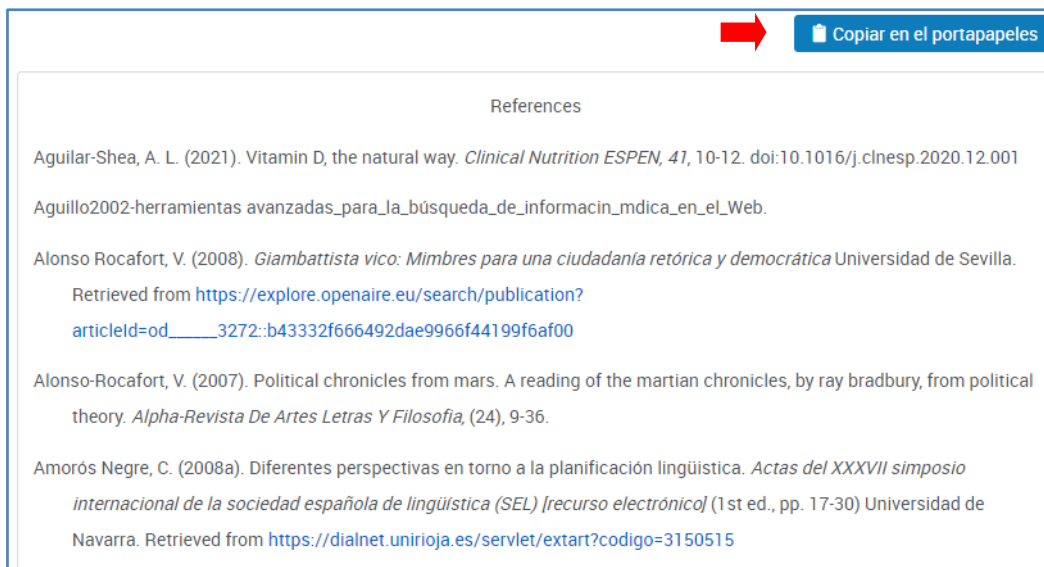 Copiar en el portapapeles
References
Aguilar-Shea, A. L. (2021). Vitamin D, the natural way. Clinical Nutrition ESPEN, 41, 10-12. doi:10.1016/j.clnesp.2020.12.001
Aguillo2002-herramientas avanzadas_para_la_búsqueda_de_informacin_mdica_en_el_Web.
Alonso Rocafort, V. (2008). Giambattista vico: Mimbres para una ciudadanía retórica y democrática Universidad de Sevilla.
Retrieved from https://explore.openaire.eu/search/publication?
articleId=od______3272::b43332f666492dae9966f44199f6af00
Alonso-Rocafort, V. (2007). Political chronicles from mars. A reading of the martian chronicles, by ray bradbury, from political
theory. Alpha-Revista De Artes Letras Y Filosofia, (24), 9-36.
Amorós Negre, C. (2008a). Diferentes perspectivas en torno a la planificación lingüistica. Actas del XXXVII simposio
internacional de la sociedad española de lingüística (SEL) [recurso electrónico] (1st ed., pp. 17-30) Universidad de
Navarra. Retrieved from https://dialnet.unirioja.es/servlet/extart?codigo=3150515